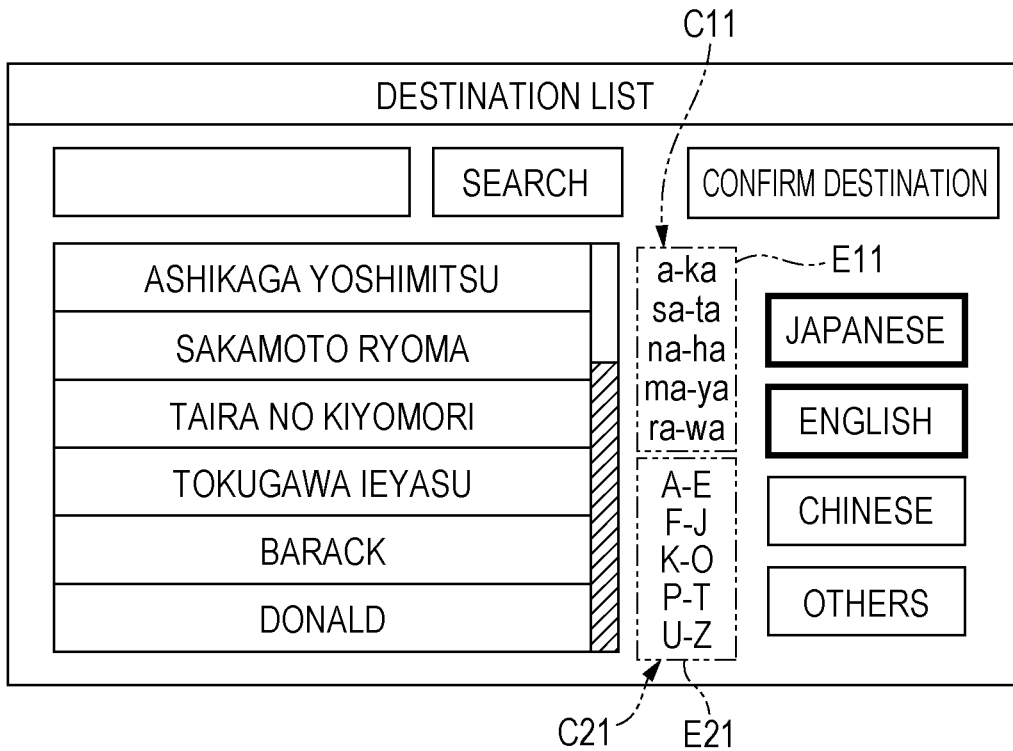 C11
DESTINATION LIST
SEARCH
CONFIRM DESTINATION
ASHIKAGA YOSHIMITSU
SAKAMOTO RYOMA
TAIRA NO KIYOMORI
TOKUGAWA IEYASU
BARACK
DONALD
a-ka
sa-ta
na-ha
ma-ya
ra-wa
E11
A-E
F-J
K-O
P-T
U-Z
JAPANESE
ENGLISH
CHINESE
OTHERS
C21
E21